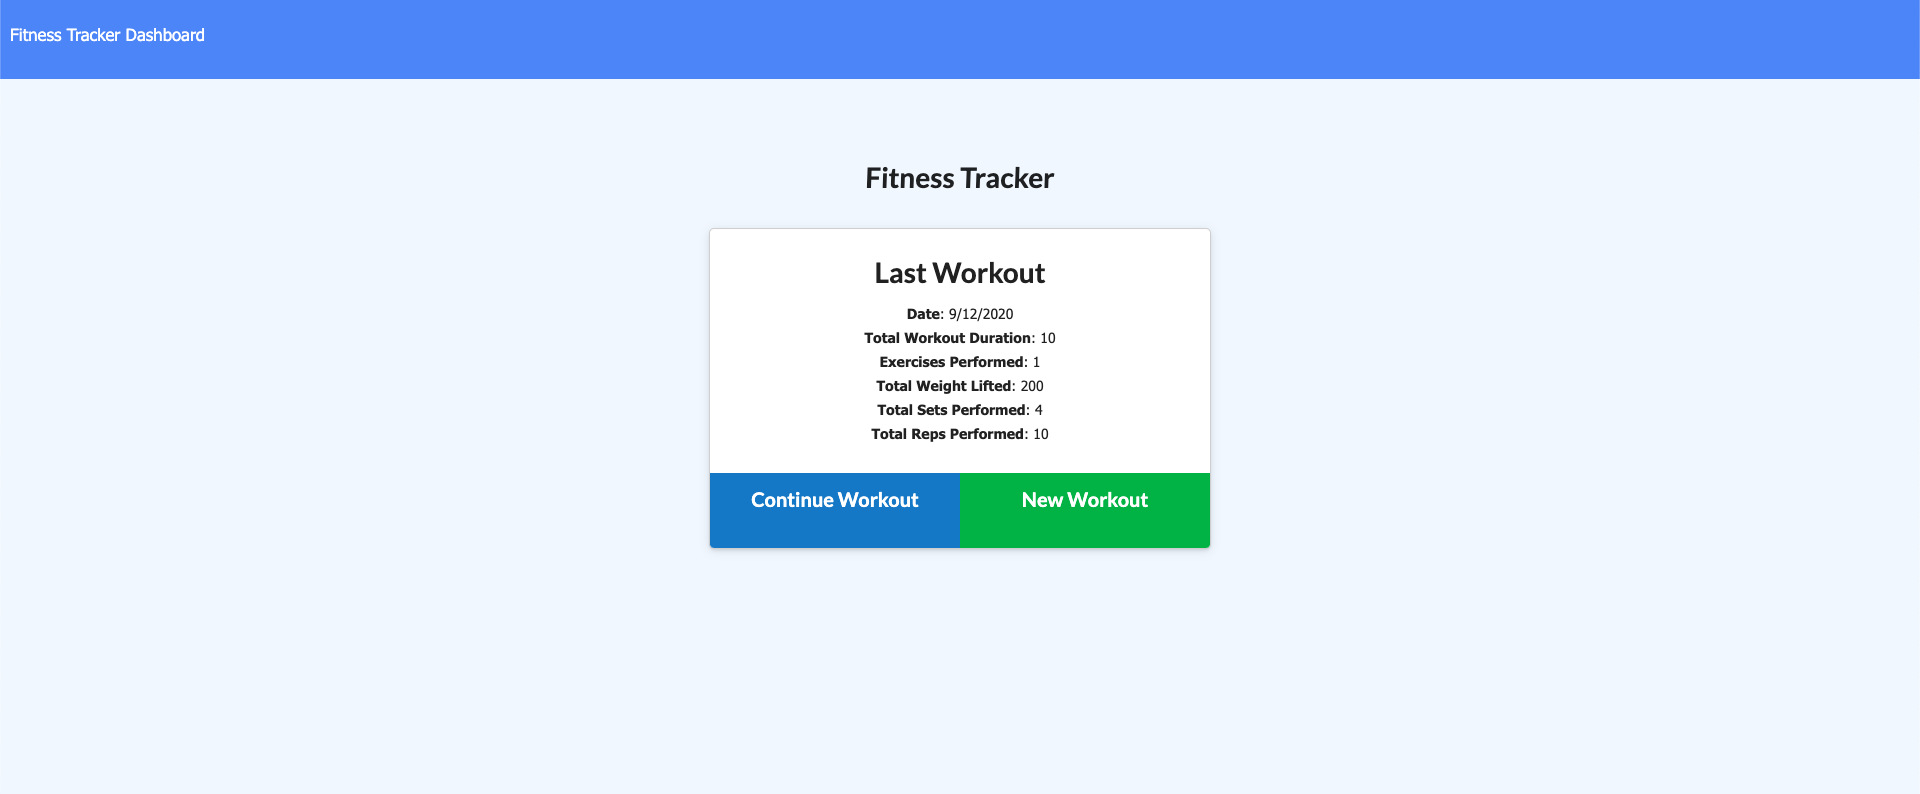 Fitness Tracker Dashboard
Fitness Tracker
Last Workout
Date: 9/12/2020
Total Workout Duration: 10
Exercises Performed: 1
Total Weight Lifted: 200
Total Sets Performed: 4
Total Reps Performed: 10
Continue Workout
New Workout